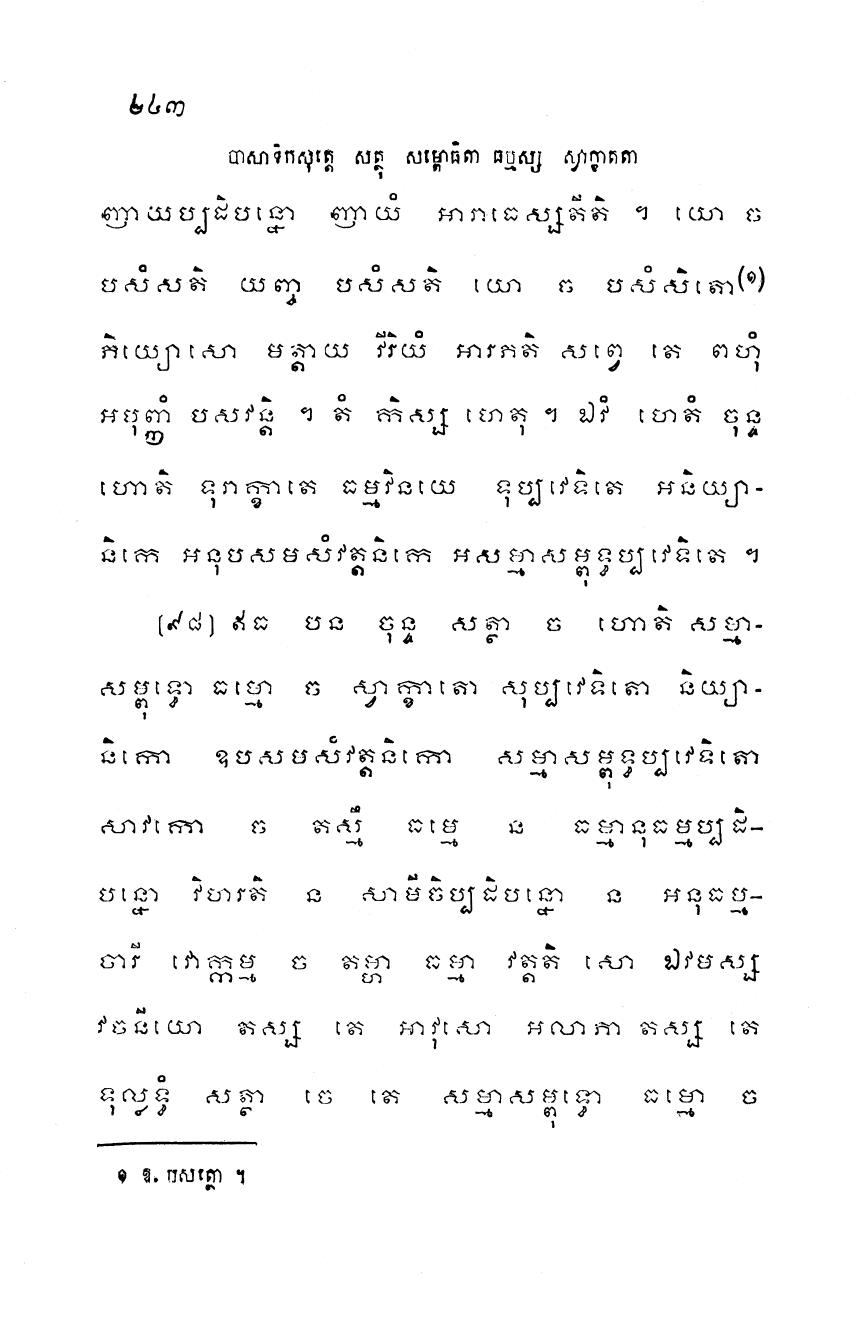 ២៤៣
បាសាទិកសុត្តេ សត្ថុ សម្ពោធិតា ធម្មស្ស ស្វាក្ខាតតា
ញាយប្បដិបន្នោ ញាយំ អារាធេស្សតីតិ ។ យោ ច
បសំសតិ យញ្ច បសំសតិ យោ ច បសំសិតោ(១)
ភិយ្យោសោ មត្តាយ វីរិយំ អារភតិ សព្វេ តេ ពហុំ
អបុញ្ញំ បសវន្តិ ។ តំ កិស្ស ហេតុ ។ ឯវំ ហេតំ ចុន្ទ
ហោតិ ទុរាក្ខាតេ ធម្មវិនយេ ទុប្បវេទិតេ អនិយ្យា-
និកេ អនុបសមសំវត្តនិកេ អសម្មាសម្ពុទ្ធប្បវេទិតេ ។
[៩៨] ឥធ បន ចុន្ទ សត្ថា ច ហោតិ សម្មា-
សម្ពុទ្ធោ ធម្មោ ច ស្វាក្ខាតោ សុប្បវេទិតោ និយ្យា-
និកោ ឧបសមសំវត្តនិកោ សម្មាសម្ពុទ្ធប្បវេទិតោ
សាវកោ ច តស្មឹ ធម្មេ ន ធម្មានុធម្មប្បដិ-
បន្នោ វិហរតិ ន សាមីចិប្បដិបន្នោ ន អនុធម្ម-
ចារី វោក្កម្ម ច តម្ហា ធម្មា វត្តតិ សោ ឯវមស្ស
វចនីយោ តស្ស តេ អាវុសោ អលាភា តស្ស តេ
ទុល្លទ្ធំ សត្ថា ចេ តេ សម្មាសម្ពុទ្ធោ ធម្មោ ច
១ ឱ. បសត្ថោ ។